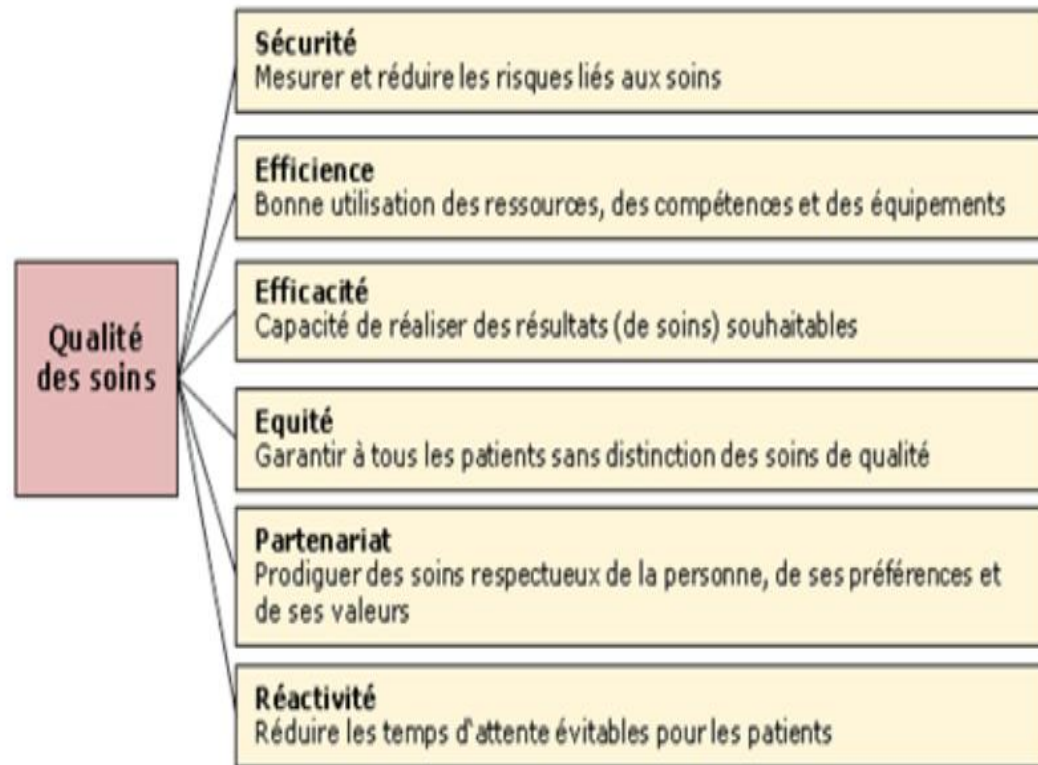 Qualité
des soins
Sécurité
Mesurer et réduire les risques liés aux soins
Efficience
Bonne utilisation des ressources, des compétences et des équipements
Efficacité
Capacité de réaliser des résultats (de soins) souhaitables
Equité
Garantir à tous les patients sans distinction des soins de qualité
Partenariat
Prodiguer des soins respectueux de la personne, de ses préférences et
de ses valeurs
Réactivité
Réduire les temps d'attente évitables pour les patients